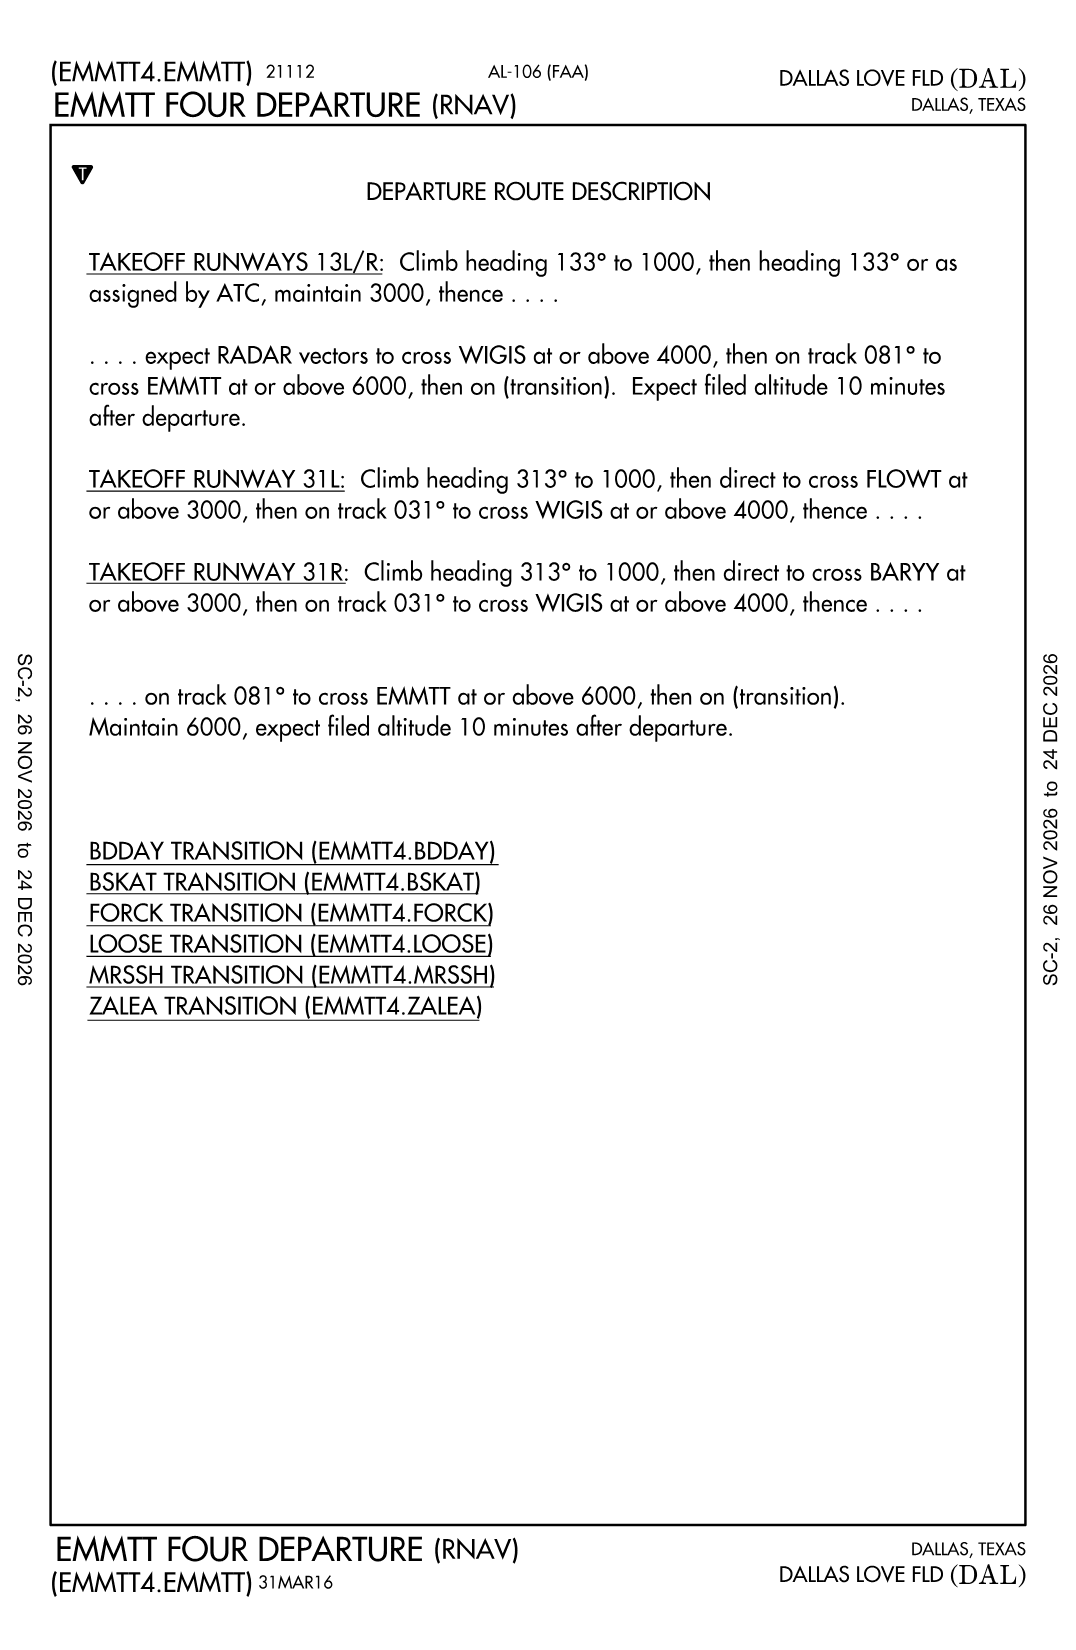 (EMMTT4.EMMTT) 21112 AL-106 (FAA) DALLAS LOVE FLD (DAL)
EMMTT FOUR DEPARTURE (RNAV) DALLAS, TEXAS
T
DEPARTURE ROUTE DESCRIPTION
TAKEOFF RUNWAYS 13L/R: Climb heading 133° to 1000, then heading 133° or as
assigned by ATC, maintain 3000, thence . . . .
. . . . expect RADAR vectors to cross WIGIS at or above 4000, then on track 081° to
cross EMMTT at or above 6000, then on (transition). Expect filed altitude 10 minutes
after departure.
TAKEOFF RUNWAY 31L: Climb heading 313° to 1000, then direct to cross FLOWT at
or above 3000, then on track 031° to cross WIGIS at or above 4000, thence . . . .
TAKEOFF RUNWAY 31R: Climb heading 313° to 1000, then direct to cross BARYY at
or above 3000, then on track 031° to cross WIGIS at or above 4000, thence . . . .
. . . . on track 081° to cross EMMTT at or above 6000, then on (transition).
Maintain 6000, expect filed altitude 10 minutes after departure.
BDDAY TRANSITION (EMMTT4.BDDAY)
BSKAT TRANSITION (EMMTT4.BSKAT)
FORCK TRANSITION (EMMTT4.FORCK)
LOOSE TRANSITION (EMMTT4.LOOSE)
MRSSH TRANSITION (EMMTT4.MRSSH)
ZALEA TRANSITION (EMMTT4.ZALEA)
SC-2, 26 NOV 2026 to 24 DEC 2026
SC-2, 26 NOV 2026 to 24 DEC 2026
EMMTT FOUR DEPARTURE (RNAV) DALLAS, TEXAS
(EMMTT4.EMMTT) 31MAR16 DALLAS LOVE FLD (DAL)